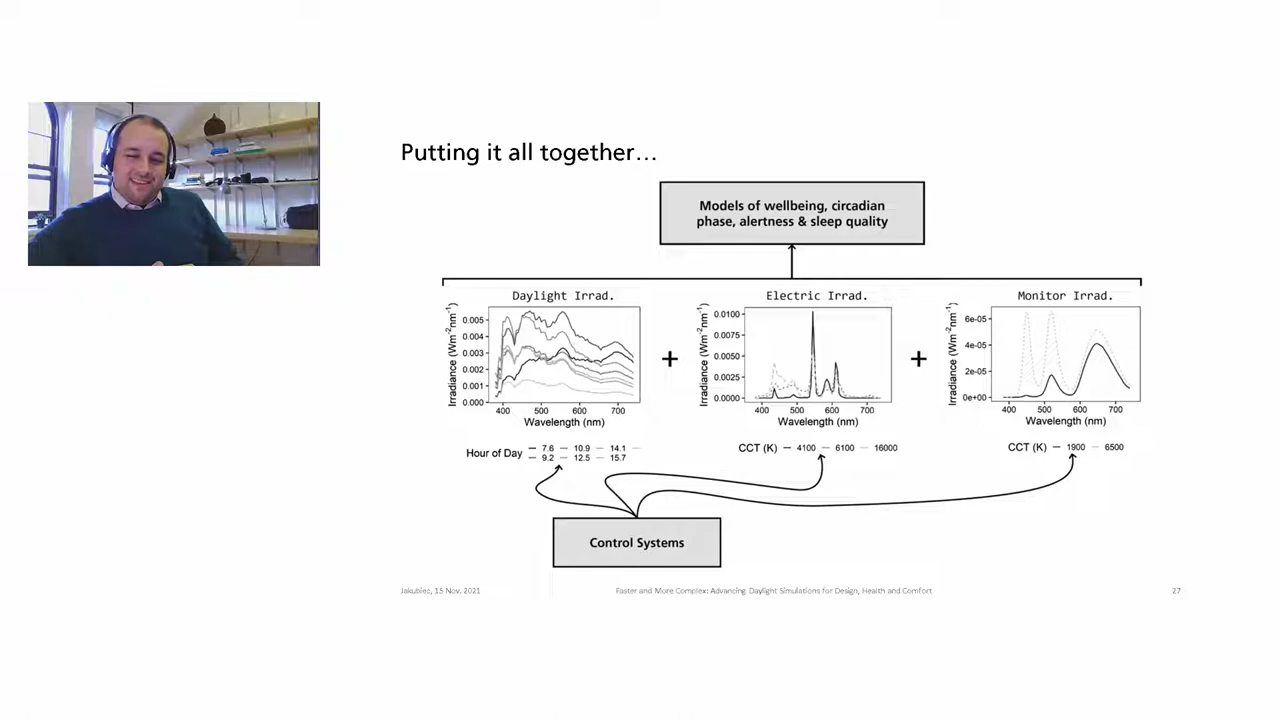 Putting it all together…
Models of wellbeing, circadian
phase, alertness & sleep quality
Daylight Irrad.
Irradiance (Wm⁻²nm⁻¹)
0.005
0.004
0.003
0.002
0.001
0.000
400 500 600 700
Wavelength (nm)
Hour of Day
7.6 10.9 14.1
9.2 12.5 15.7
+
Electric Irrad.
Irradiance (Wm⁻²nm⁻¹)
0.0100
0.0075
0.0050
0.0025
0.0000
400 500 600 700
Wavelength (nm)
CCT (K) 4100 6100 16000
+
Monitor Irrad.
Irradiance (Wm⁻²nm⁻¹)
6e-05
4e-05
2e-05
0e+00
400 500 600 700
Wavelength (nm)
CCT (K) 1900 6500
Control Systems
Jakubiec, 15 Nov. 2021
Faster and More Complex: Advancing Daylight Simulations for Design, Health and Comfort
27